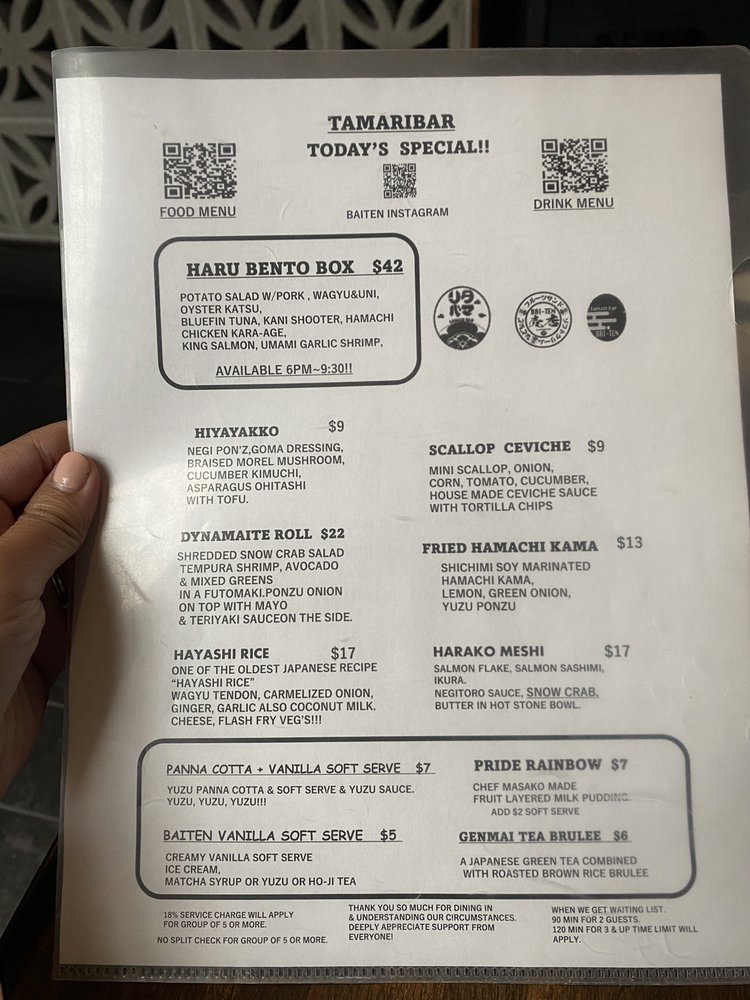 TAMARIBAR
TODAY'S SPECIAL!!
FOOD MENU
BAITEN INSTAGRAM
DRINK MENU
HARU BENTO BOX $42
POTATO SALAD W/PORK , WAGYU&UNI,
OYSTER KATSU,
BLUEFIN TUNA, KANI SHOOTER, HAMACHI
CHICKEN KARA-AGE,
KING SALMON, UMAMI GARLIC SHRIMP,
AVAILABLE 6PM~9:30!!
BAI-TEN
HIYAYAKKO $9
NEGI PON'Z,GOMA DRESSING,
BRAISED MOREL MUSHROOM,
CUCUMBER KIMUCHI,
ASPARAGUS OHITASHI
WITH TOFU.
SCALLOP CEVICHE $9
MINI SCALLOP, ONION,
CORN, TOMATO, CUCUMBER,
HOUSE MADE CEVICHE SAUCE
WITH TORTILLA CHIPS
DYNAMAITE ROLL $22
SHREDDED SNOW CRAB SALAD
TEMPURA SHRIMP, AVOCADO
& MIXED GREENS
IN A FUTOMAKI.PONZU ONION
ON TOP WITH MAYO
& TERIYAKI SAUCEON THE SIDE.
FRIED HAMACHI KAMA $13
SHICHIMI SOY MARINATED
HAMACHI KAMA,
LEMON, GREEN ONION,
YUZU PONZU
HAYASHI RICE $17
ONE OF THE OLDEST JAPANESE RECIPE
"HAYASHI RICE"
WAGYU TENDON, CARMELIZED ONION,
GINGER, GARLIC ALSO COCONUT MILK.
CHEESE, FLASH FRY VEG'S!!!
HARAKO MESHI $17
SALMON FLAKE, SALMON SASHIMI,
IKURA.
NEGITORO SAUCE, SNOW CRAB,
BUTTER IN HOT STONE BOWL.
PANNA COTTA + VANILLA SOFT SERVE $7
YUZU PANNA COTTA & SOFT SERVE & YUZU SAUCE.
YUZU, YUZU, YUZU!!!
PRIDE RAINBOW $7
CHEF MASAKO MADE
FRUIT LAYERED MILK PUDDING.
ADD $2 SOFT SERVE
BAITEN VANILLA SOFT SERVE $5
CREAMY VANILLA SOFT SERVE
ICE CREAM,
MATCHA SYRUP OR YUZU OR HO-JI TEA
GENMAI TEA BRULEE $6
A JAPANESE GREEN TEA COMBINED
WITH ROASTED BROWN RICE BRULEE
18% SERVICE CHARGE WILL APPLY
FOR GROUP OF 5 OR MORE.
NO SPLIT CHECK FOR GROUP OF 5 OR MORE.
THANK YOU SO MUCH FOR DINING IN
& UNDERSTANDING OUR CIRCUMSTANCES.
DEEPLY APPRECIATE SUPPORT FROM
EVERYONE!
WHEN WE GET WAITING LIST.
90 MIN FOR 2 GUESTS.
120 MIN FOR 3 & UP TIME LIMIT WILL
APPLY.